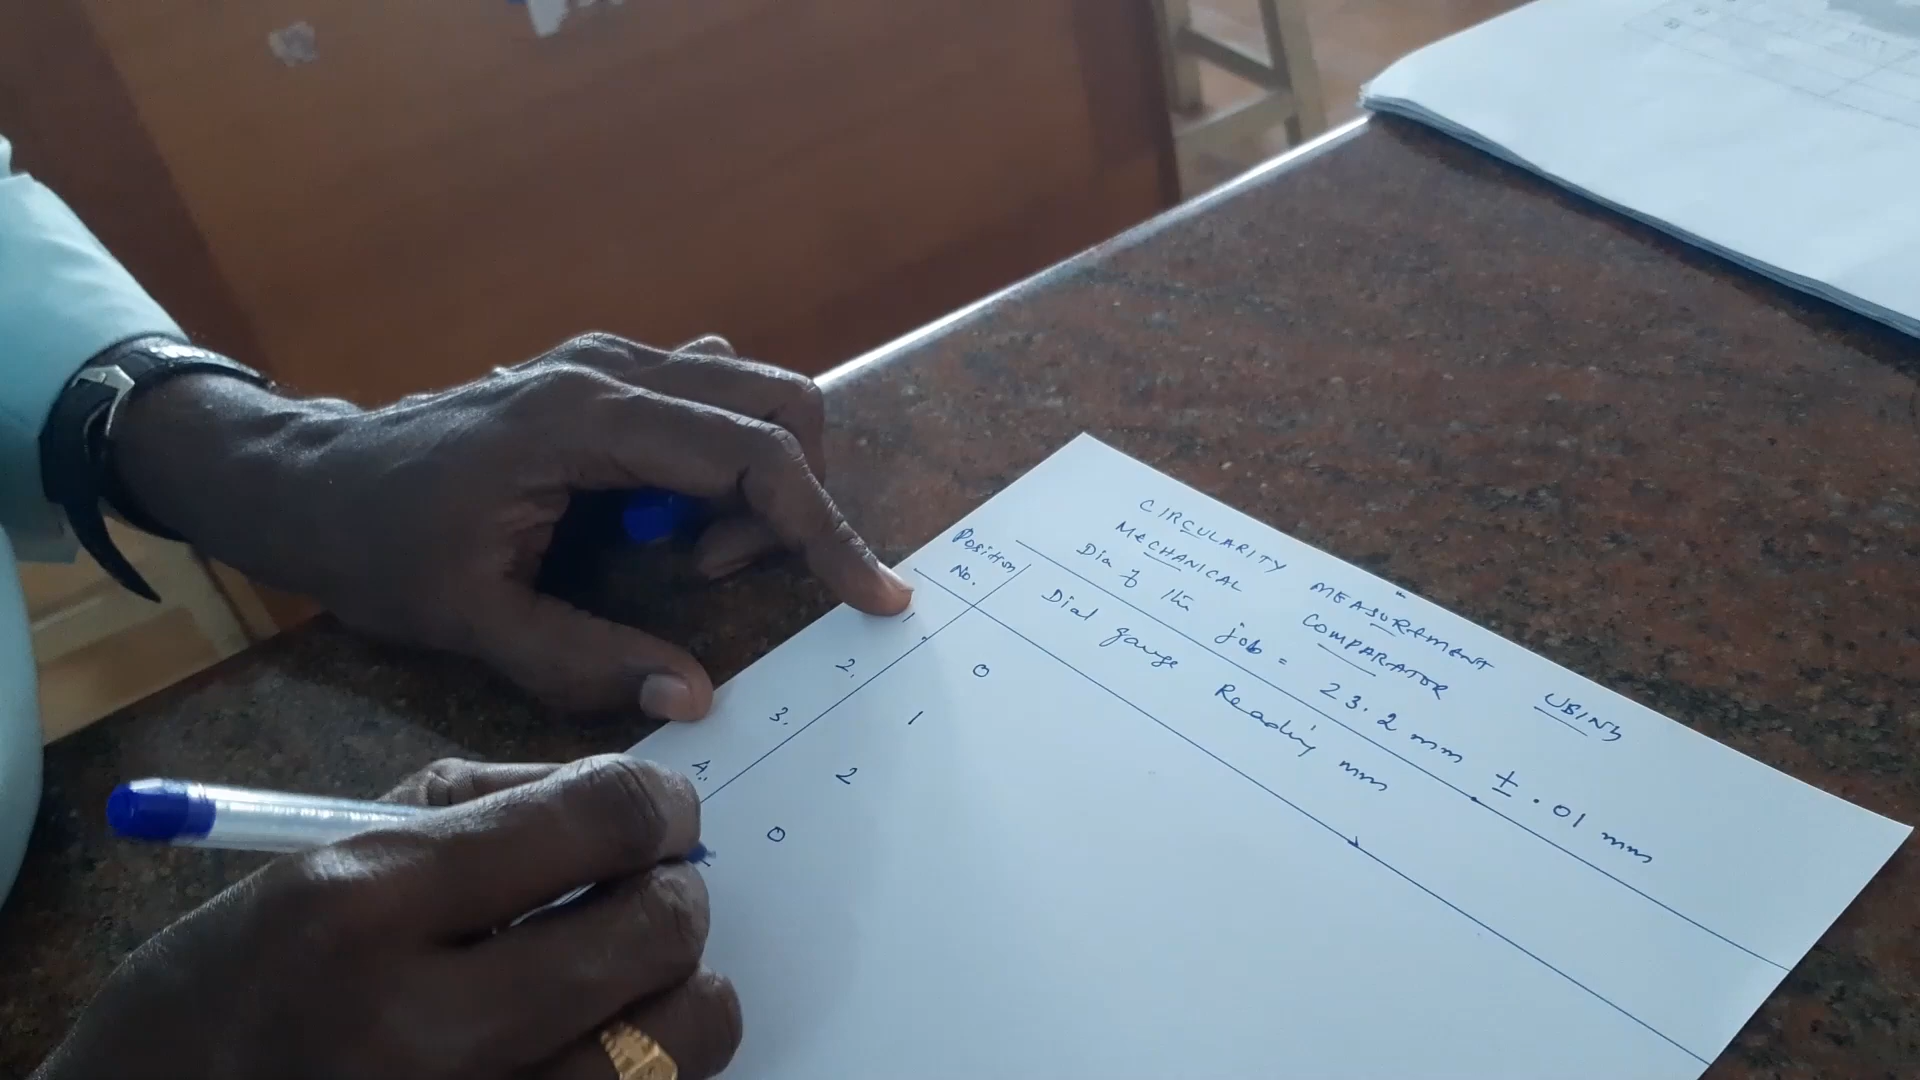 CIRCULARITY MEASUREMENT USING
MECHANICAL COMPARATOR
Dia of the job = 23.2 mm ± .01 mm
Position No. Dial gauge Reading mm
1. 0
2. 1
3. 2
4. 0